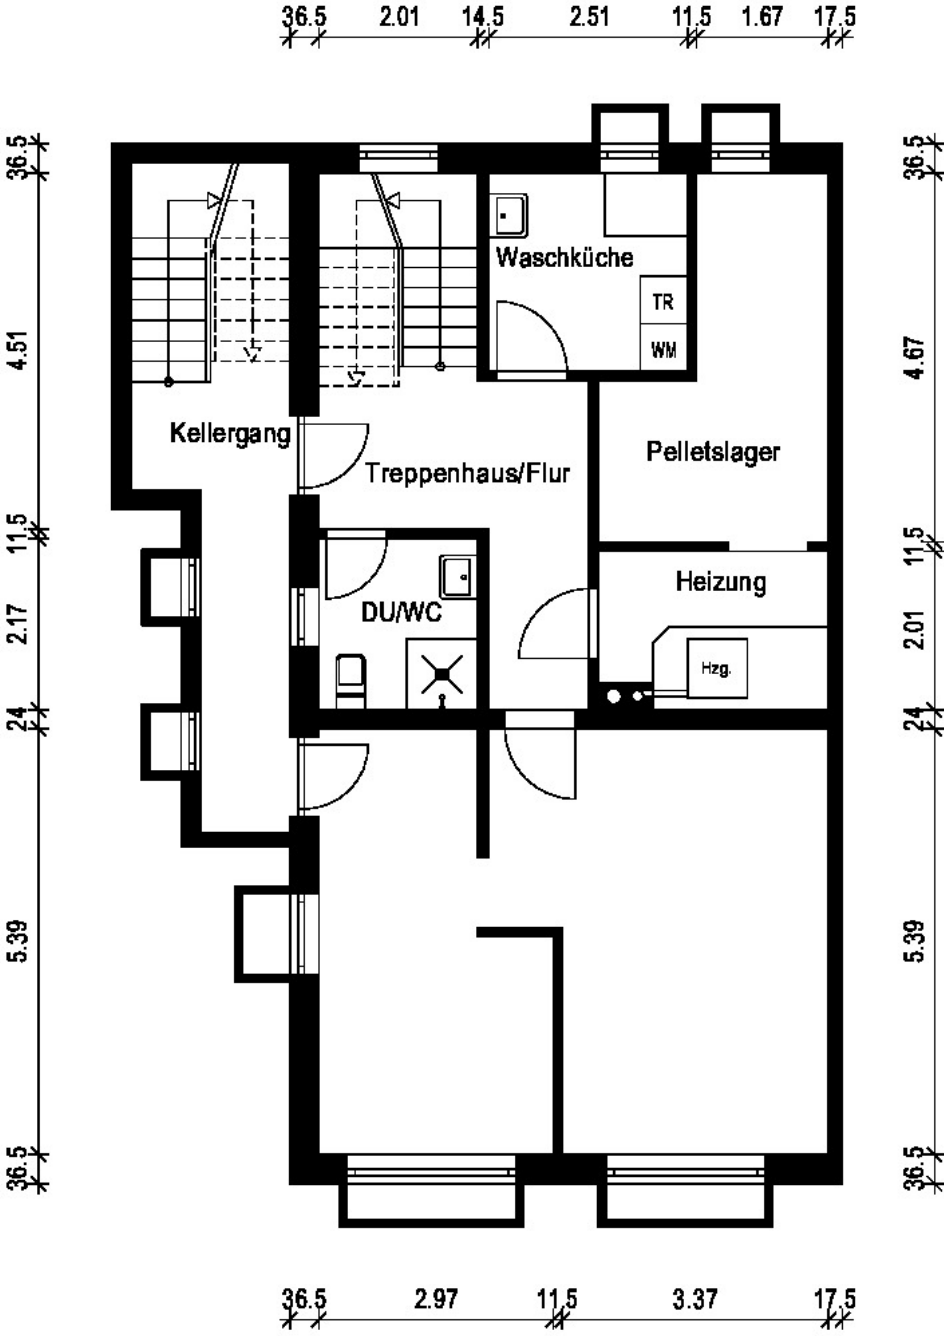 36.5 2.01 14.5 2.51 11.5 1.67 17.5
36.5
36.5
Waschküche
TR
WM
4.51
4.67
Kellergang
Treppenhaus/Flur
Pelletslager
11.5
11.5
Heizung
DU/WC
2.17
2.01
Hzg.
24
24
5.39
5.39
36.5
36.5
36.5 2.97 11.5 3.37 17.5